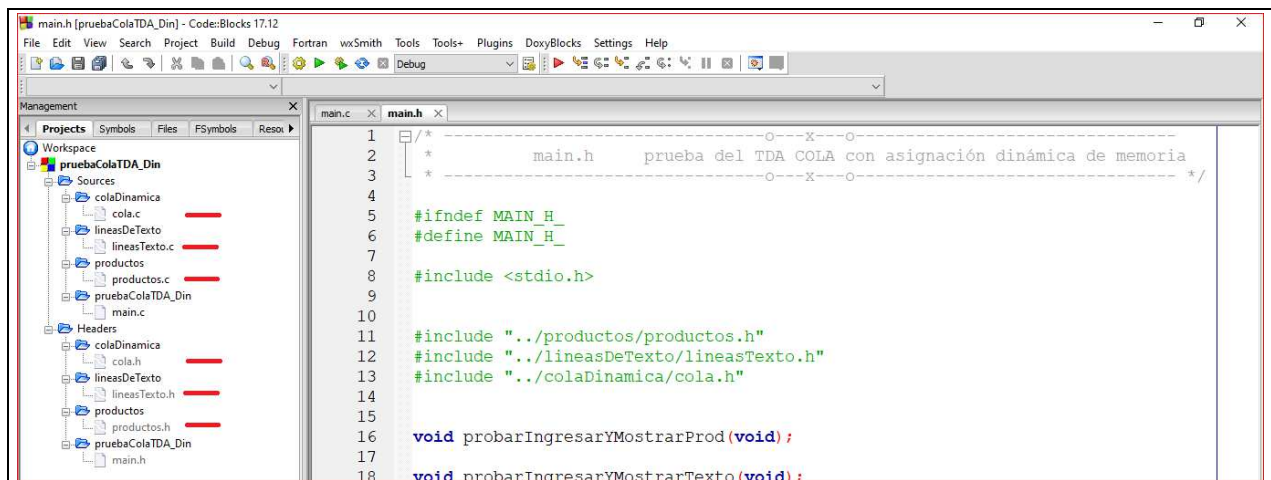 main.h [pruebaColaTDA_Din] - Code::Blocks 17.12
File Edit View Search Project Build Debug Fortran wxSmith Tools Tools+ Plugins DoxyBlocks Settings Help
Debug
Management
Projects Symbols Files FSymbols Resou
main.c main.h
Workspace
pruebaColaTDA_Din
Sources
colaDinamica
cola.c
lineasDeTexto
lineasTexto.c
productos
productos.c
pruebaColaTDA_Din
main.c
Headers
colaDinamica
cola.h
lineasDeTexto
lineasTexto.h
productos
productos.h
pruebaColaTDA_Din
main.h
1 /* --------------------------------o---x---o--------------------------------
2 * main.h prueba del TDA COLA con asignación dinámica de memoria
3 * --------------------------------o---x---o-------------------------------- */
4
5 #ifndef MAIN_H_
6 #define MAIN_H_
7
8 #include <stdio.h>
9
10
11 #include "../productos/productos.h"
12 #include "../lineasDeTexto/lineasTexto.h"
13 #include "../colaDinamica/cola.h"
14
15
16 void probarIngresarYMostrarProd(void);
17
18 void probarIngresarYMostrarTexto(void);